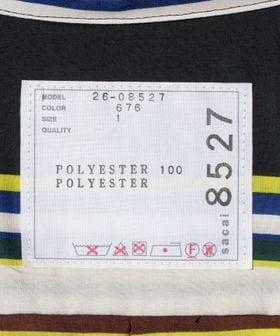 MODEL 26-08527
COLOR 676
SIZE 1
QUALITY
POLYESTER 100
POLYESTER
sacai 8527